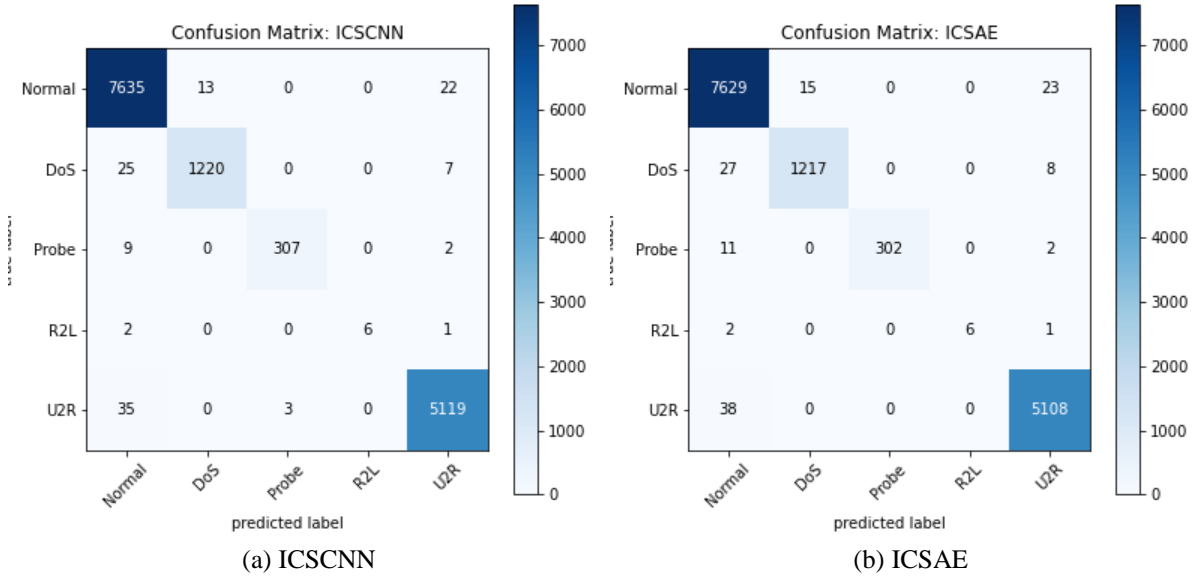 Confusion Matrix: ICSCNN
7000
6000
5000
4000
3000
2000
1000
0
Normal 7635 13 0 0 22
DoS 25 1220 0 0 7
Probe 9 0 307 0 2
R2L 2 0 0 6 1
U2R 35 0 3 0 5119
Normal DoS Probe R2L U2R
predicted label
(a) ICSCNN
Confusion Matrix: ICSAE
7000
6000
5000
4000
3000
2000
1000
0
Normal 7629 15 0 0 23
DoS 27 1217 0 0 8
Probe 11 0 302 0 2
R2L 2 0 0 6 1
U2R 38 0 0 0 5108
Normal DoS Probe R2L U2R
predicted label
(b) ICSAE